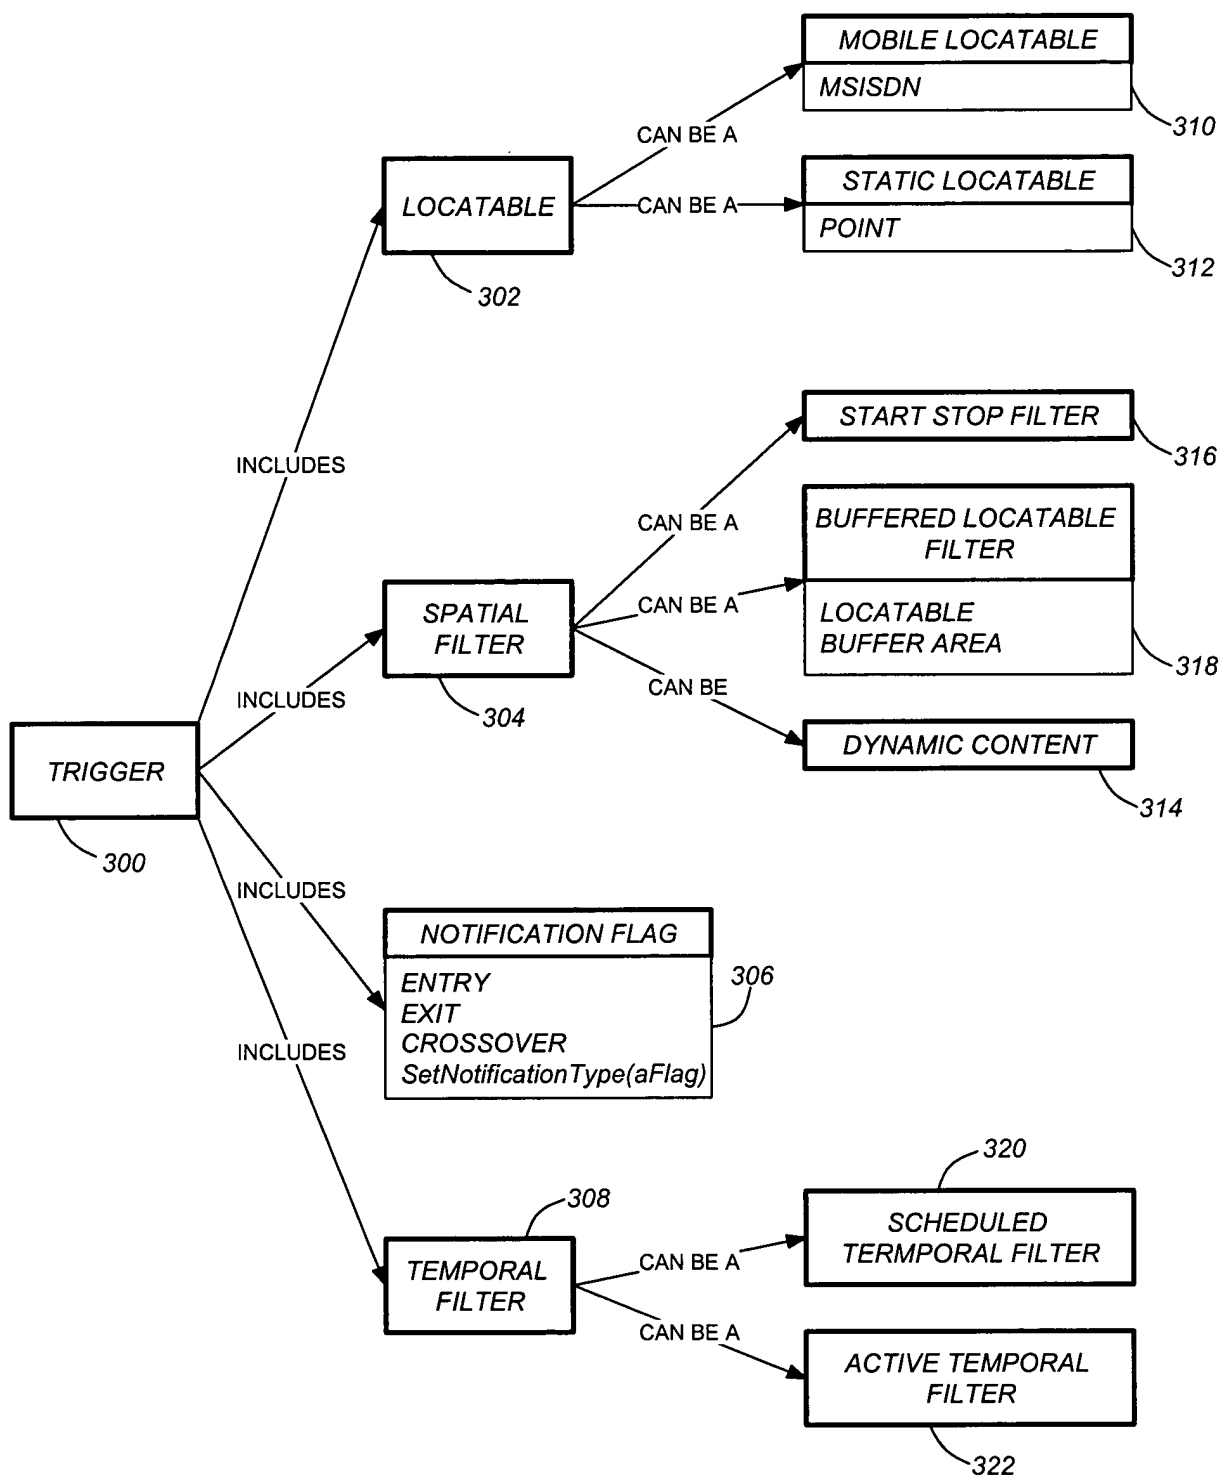 MOBILE LOCATABLE
MSISDN
310
CAN BE A
STATIC LOCATABLE
POINT
312
CAN BE A
LOCATABLE
302
START STOP FILTER
316
CAN BE A
BUFFERED LOCATABLE
FILTER
LOCATABLE
BUFFER AREA
318
CAN BE A
SPATIAL
FILTER
304
CAN BE
DYNAMIC CONTENT
314
INCLUDES
INCLUDES
TRIGGER
300
INCLUDES
NOTIFICATION FLAG
ENTRY
EXIT
CROSSOVER
SetNotificationType(aFlag)
306
INCLUDES
TEMPORAL
FILTER
308
CAN BE A
SCHEDULED
TERMPORAL FILTER
320
CAN BE A
ACTIVE TEMPORAL
FILTER
322